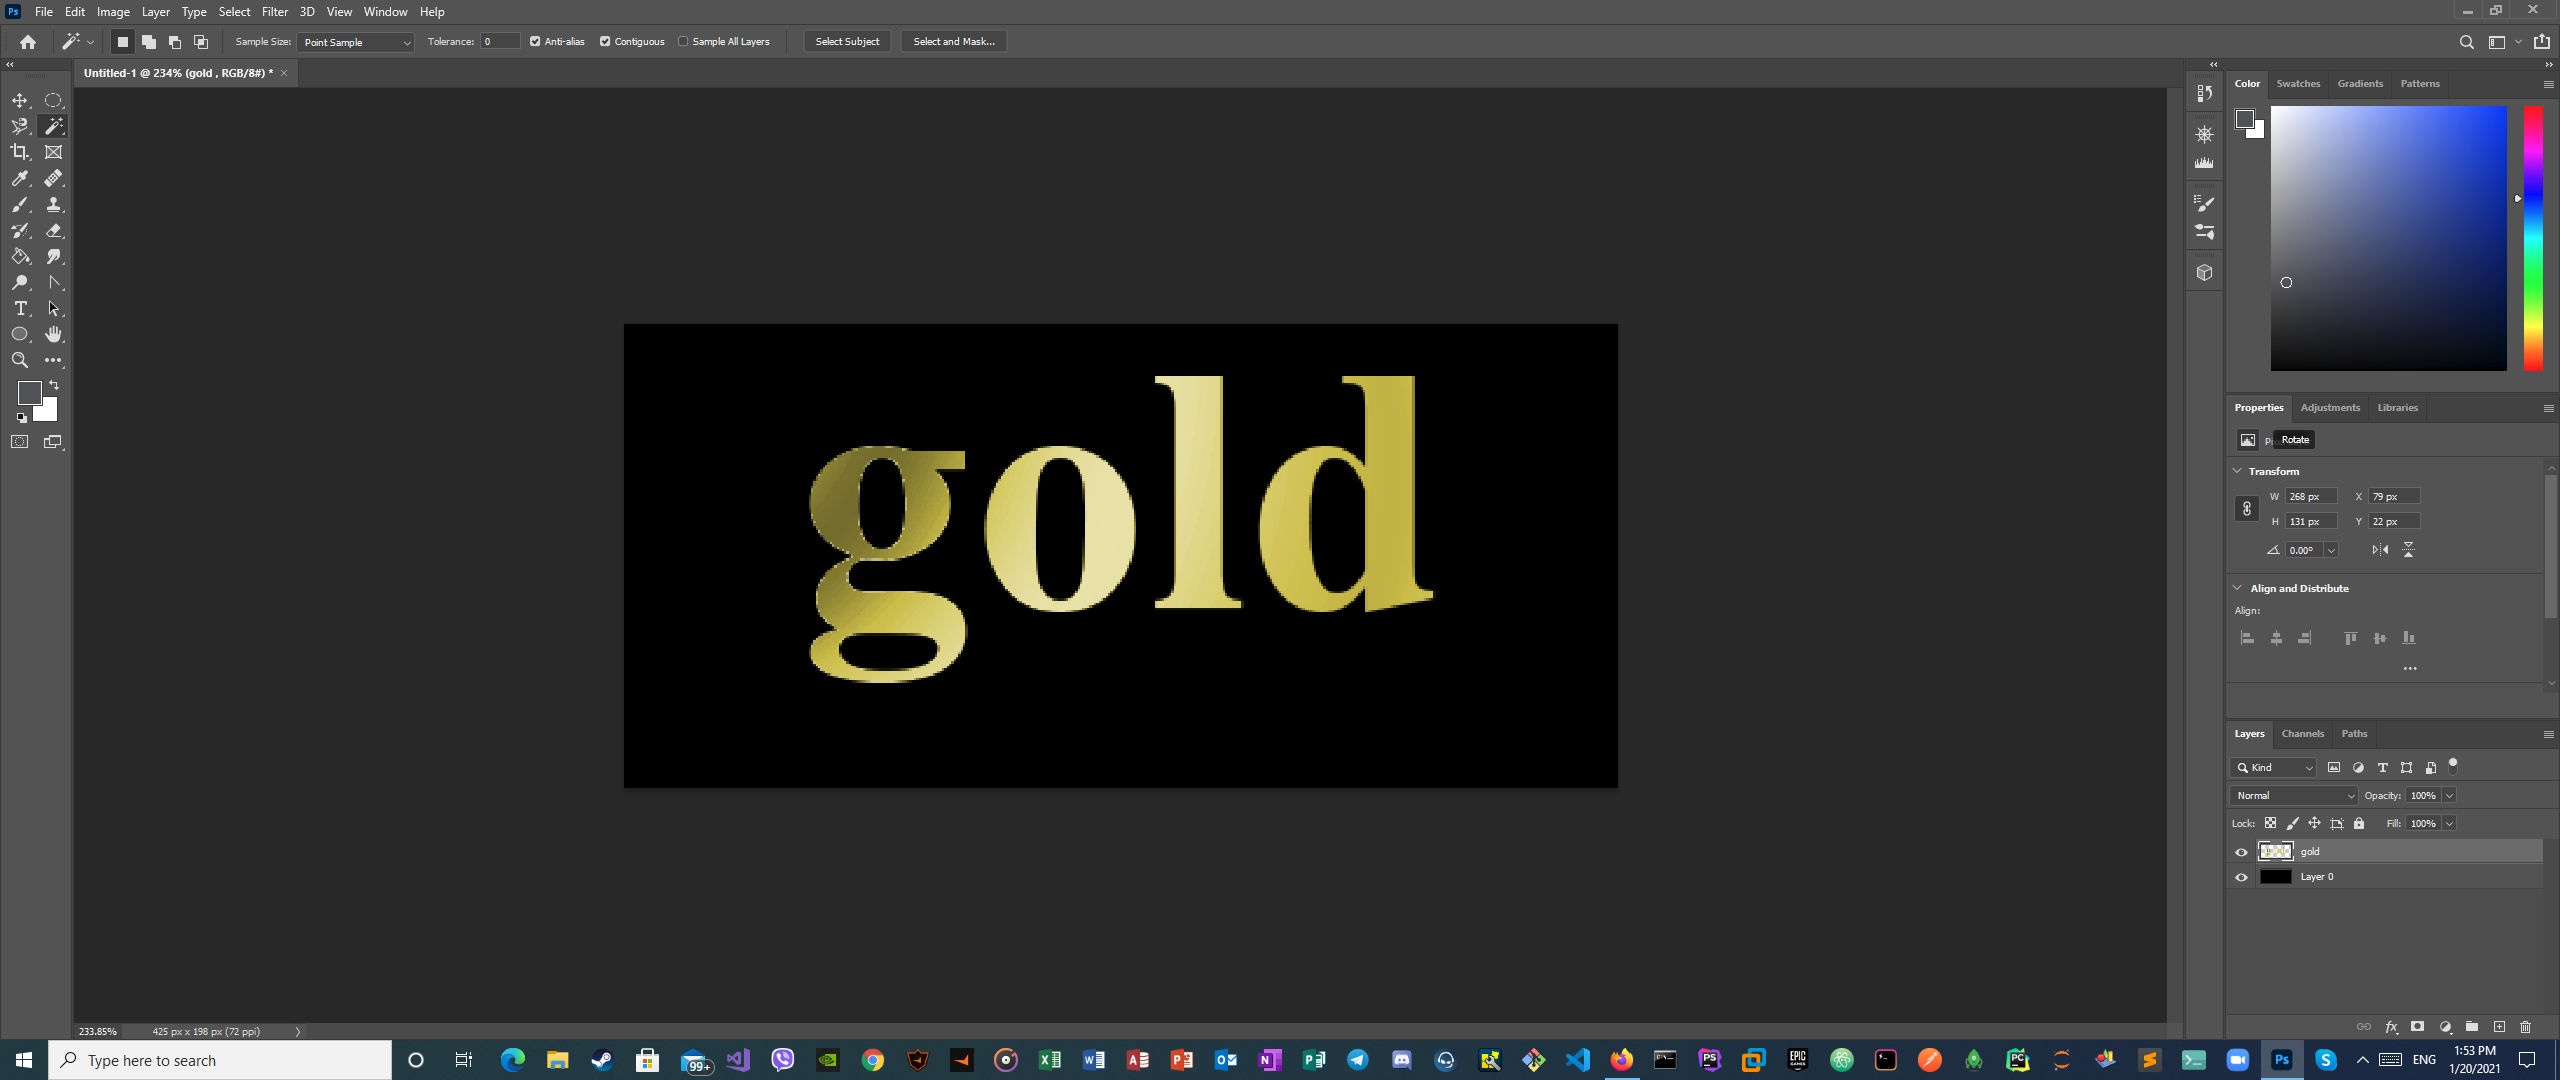 Ps File Edit Image Layer Type Select Filter 3D View Window Help
Sample Size: Point Sample Tolerance: 0 Anti-alias Contiguous Sample All Layers Select Subject Select and Mask...
Untitled-1 @ 234% (gold , RGB/8#) *
Color Swatches Gradients Patterns
gold
Properties Adjustments Libraries
Rotate
Transform
W 268 px X 79 px
H 131 px Y 22 px
0.00°
Align and Distribute
Align:
Layers Channels Paths
Kind
Normal Opacity: 100%
Lock: Fill: 100%
gold
Layer 0
233.85% 425 px x 198 px (72 ppi)
Type here to search
99+
ENG
1:53 PM
1/20/2021